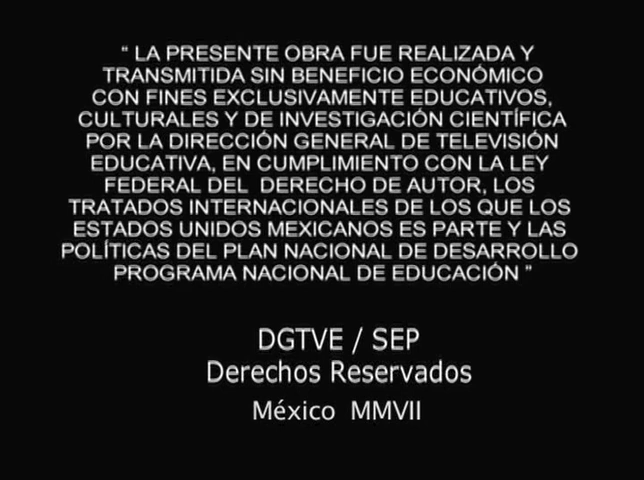 “ LA PRESENTE OBRA FUE REALIZADA Y
TRANSMITIDA SIN BENEFICIO ECONÓMICO
CON FINES EXCLUSIVAMENTE EDUCATIVOS,
CULTURALES Y DE INVESTIGACIÓN CIENTÍFICA
POR LA DIRECCIÓN GENERAL DE TELEVISIÓN
EDUCATIVA, EN CUMPLIMIENTO CON LA LEY
FEDERAL DEL DERECHO DE AUTOR, LOS
TRATADOS INTERNACIONALES DE LOS QUE LOS
ESTADOS UNIDOS MEXICANOS ES PARTE Y LAS
POLÍTICAS DEL PLAN NACIONAL DE DESARROLLO
PROGRAMA NACIONAL DE EDUCACIÓN ”
DGTVE / SEP
Derechos Reservados
México MMVII